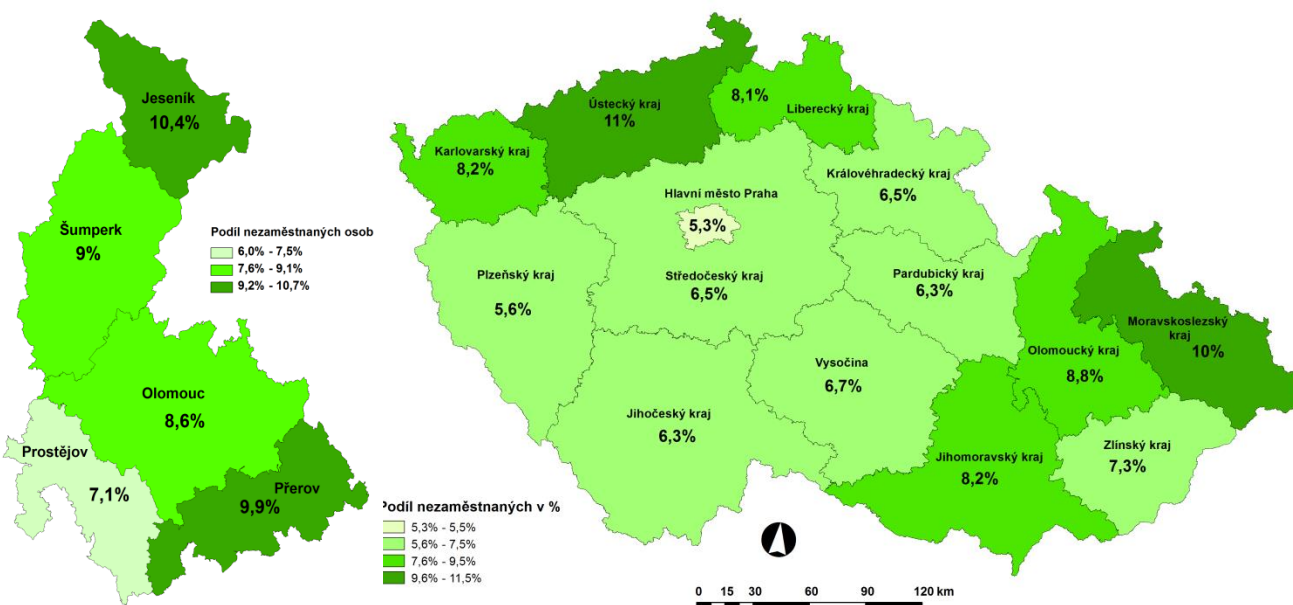 Jeseník
10,4%
Šumperk
9%
Podíl nezaměstnaných osob
6,0% - 7,5%
7,6% - 9,1%
9,2% - 10,7%
Olomouc
8,6%
Prostějov
7,1%
Přerov
9,9%
Ústecký kraj
11%
8,1%
Liberecký kraj
Karlovarský kraj
8,2%
Královéhradecký kraj
6,5%
Hlavní město Praha
5,3%
Plzeňský kraj
5,6%
Středočeský kraj
6,5%
Pardubický kraj
6,3%
Moravskoslezský
kraj
10%
Olomoucký kraj
8,8%
Vysočina
6,7%
Jihočeský kraj
6,3%
Jihomoravský kraj
8,2%
Zlínský kraj
7,3%
Podíl nezaměstnaných v %
5,3% - 5,5%
5,6% - 7,5%
7,6% - 9,5%
9,6% - 11,5%
0 15 30 60 90 120 km